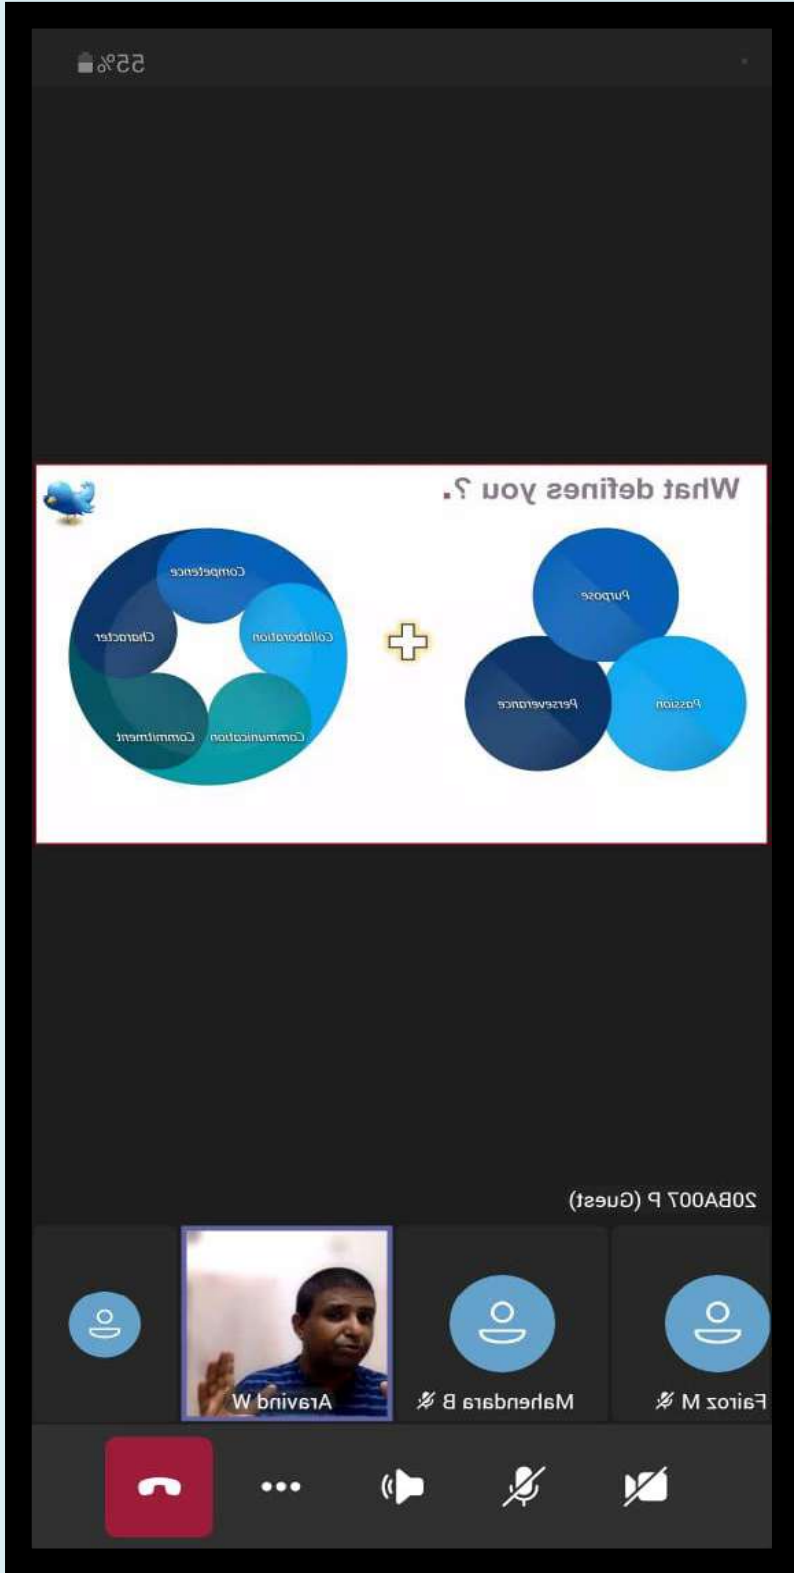 55%
What defines you ?.
Purpose
Perseverance
Passion
Competence
Character
Collaboration
Commitment
Communication
20BA007 P (Guest)
Fairoz M
Mahendara B
Aravind W